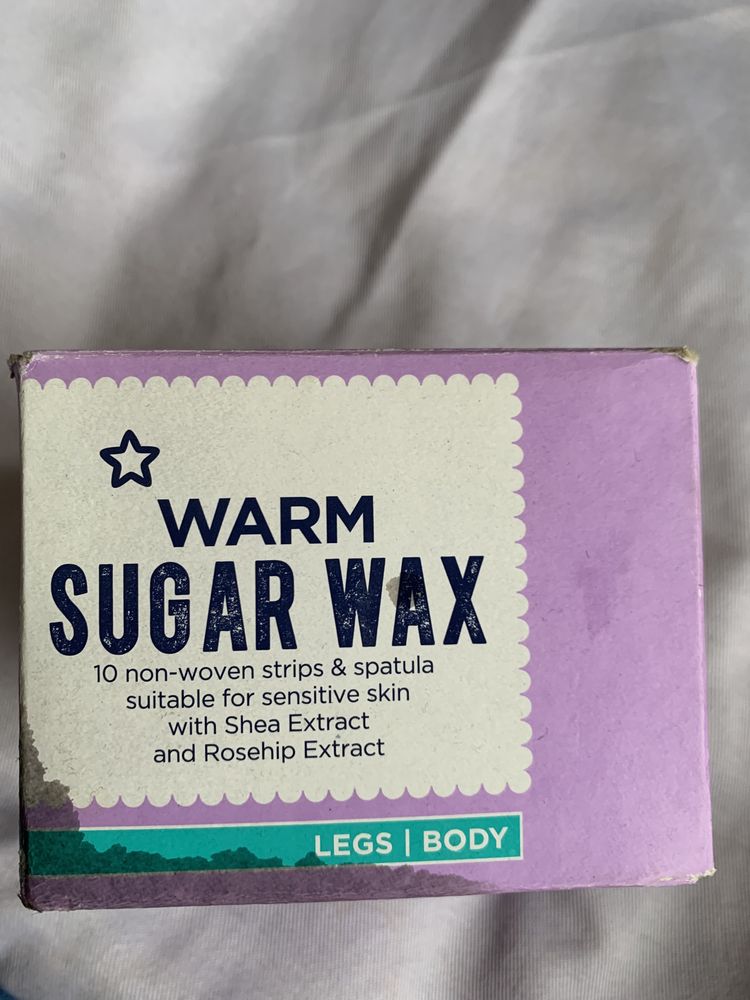 WARM
SUGAR WAX
10 non-woven strips & spatula
suitable for sensitive skin
with Shea Extract
and Rosehip Extract
LEGS | BODY